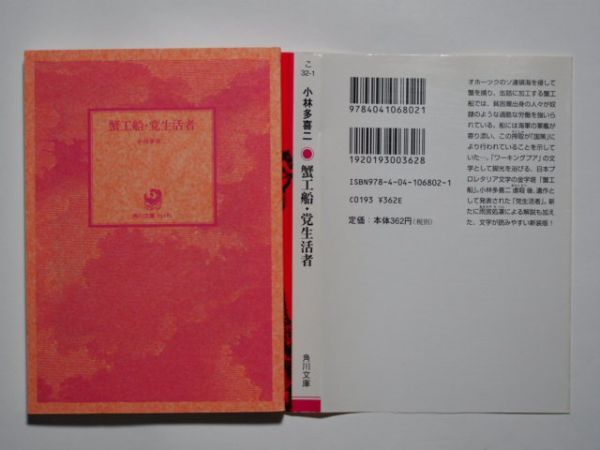 蟹工船・党生活者
小林多喜二
角川文庫
こ
32-1
小林多喜二
蟹工船・党生活者
角川文庫
9784041068021
1920193003628
ISBN978-4-04-106802-1
C0193 ¥362E
定価:本体362円(税別)
オホーツクのソ連領海を侵して
蟹を捕り、缶詰に加工する蟹工
船では、貧困層出身の人々が奴
隷のような過酷な労働を強いら
れている。船には海軍の軍艦が
寄り添い、この搾取が「国策」に
より行われていることを示してい
た―。「ワーキングプア」の文
学として脚光を浴びる、日本プ
ロレタリア文学の金字塔「蟹工
船」。小林多喜二虐殺後、遺作と
して発表された「党生活者」。新
たに雨宮処凛による解説も加え
た、文字が読みやすい新装版!